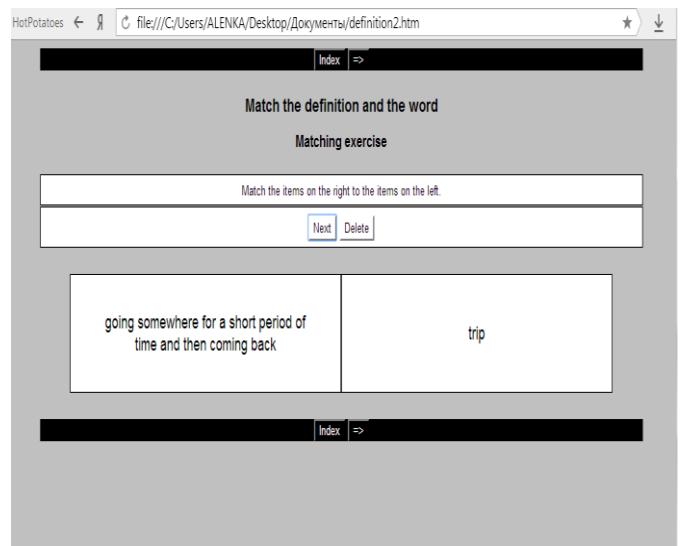 HotPotatoes ← Я file:///C:/Users/ALENKA/Desktop/Документы/definition2.htm
Index =>
Match the definition and the word
Matching exercise
Match the items on the right to the items on the left.
Next Delete
going somewhere for a short period of
time and then coming back
trip
Index =>